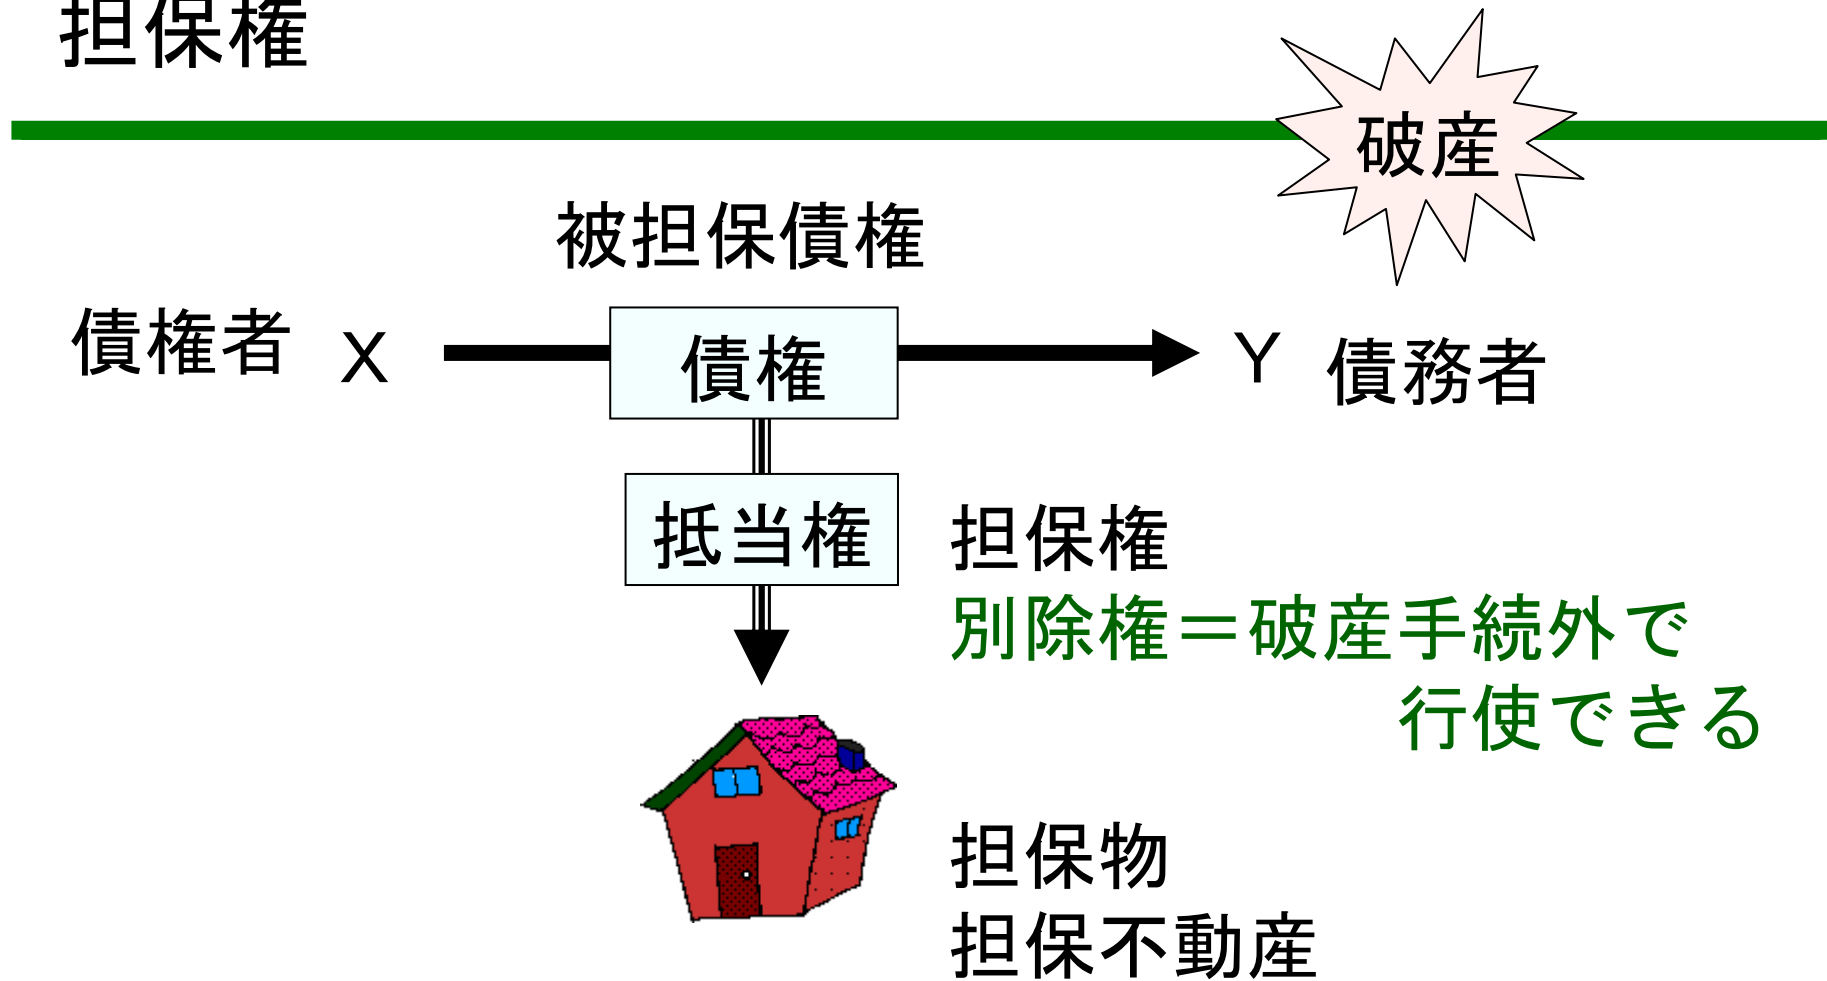 担保権
破産
被担保債権
債権者 X
債権
Y 債務者
抵当権
担保権
別除権＝破産手続外で
行使できる
担保物
担保不動産